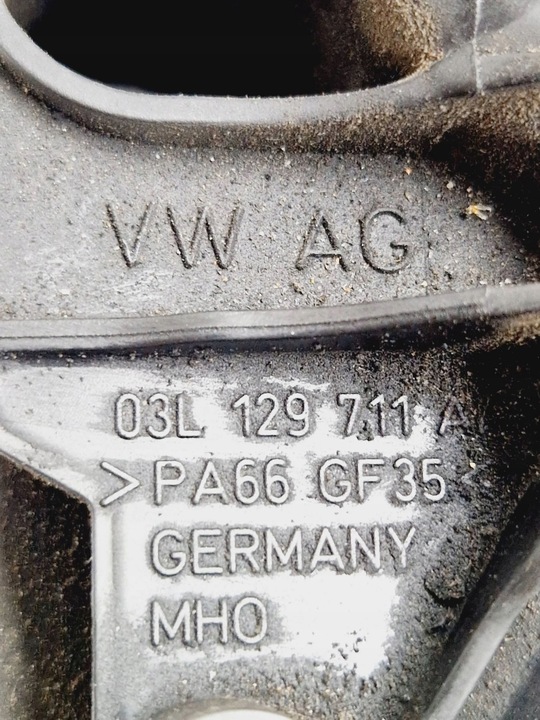 VW AG
03L 129 711
>PA66 GF35
GERMANY
MHO